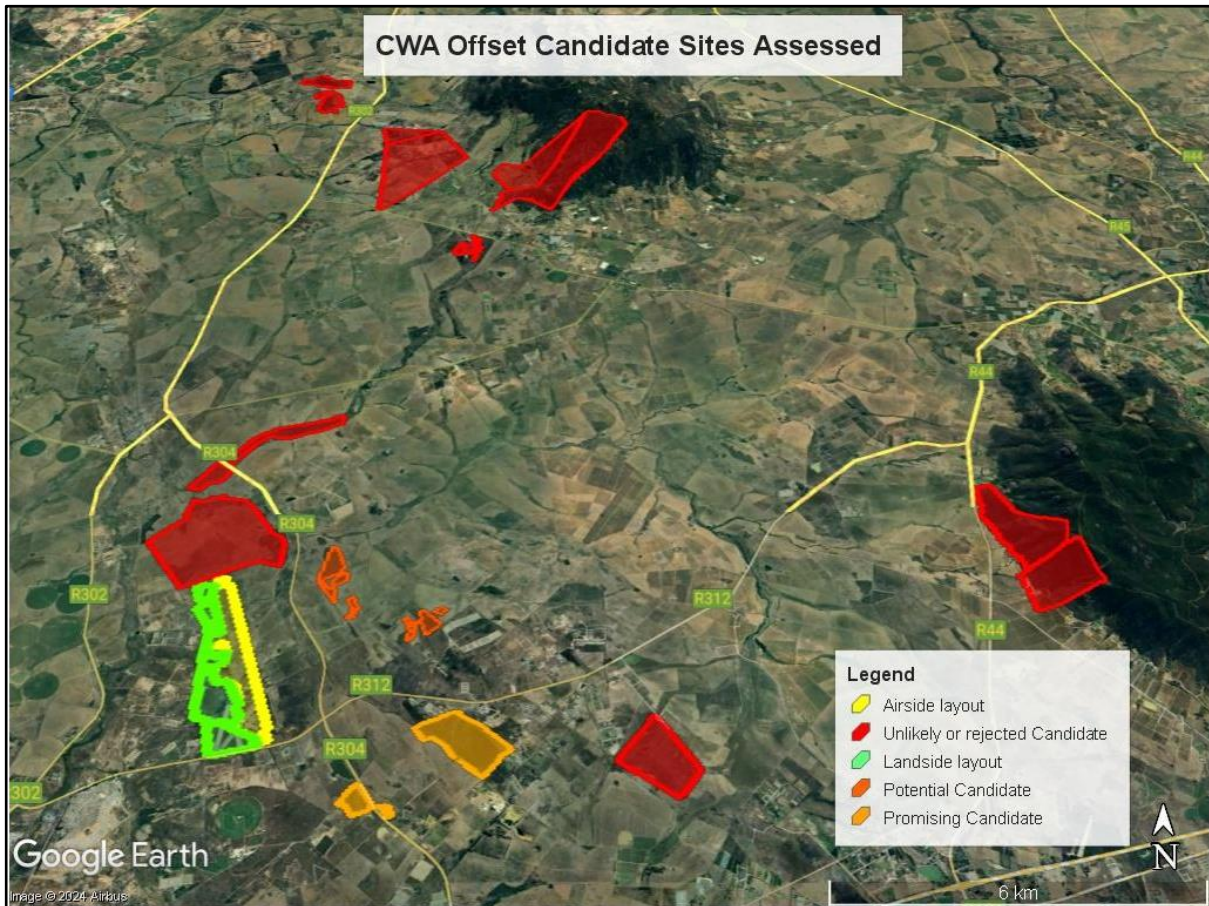 CWA Offset Candidate Sites Assessed
R44
R45
R44
R304
R304
R302
R312
R44
R312
R304
302
Legend
Airside layout
Unlikely or rejected Candidate
Landside layout
Potential Candidate
Promising Candidate
N
Google Earth
Image © 2024 Airbus
6 km